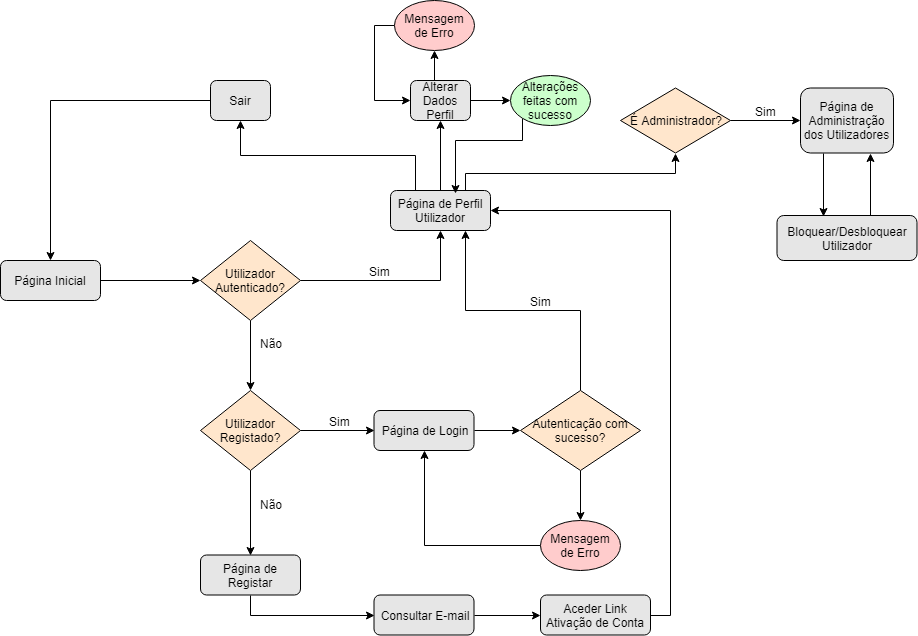 Mensagem
de Erro
Sair
Alterar
Dados
Perfil
Alterações
feitas com
sucesso
É Administrador?
Sim
Página de
Administração
dos Utilizadores
Página de Perfil
Utilizador
Bloquear/Desbloquear
Utilizador
Página Inicial
Utilizador
Autenticado?
Sim
Sim
Não
Utilizador
Registado?
Sim
Página de Login
Autenticação com
sucesso?
Não
Mensagem
de Erro
Página de
Registar
Consultar E-mail
Aceder Link
Ativação de Conta